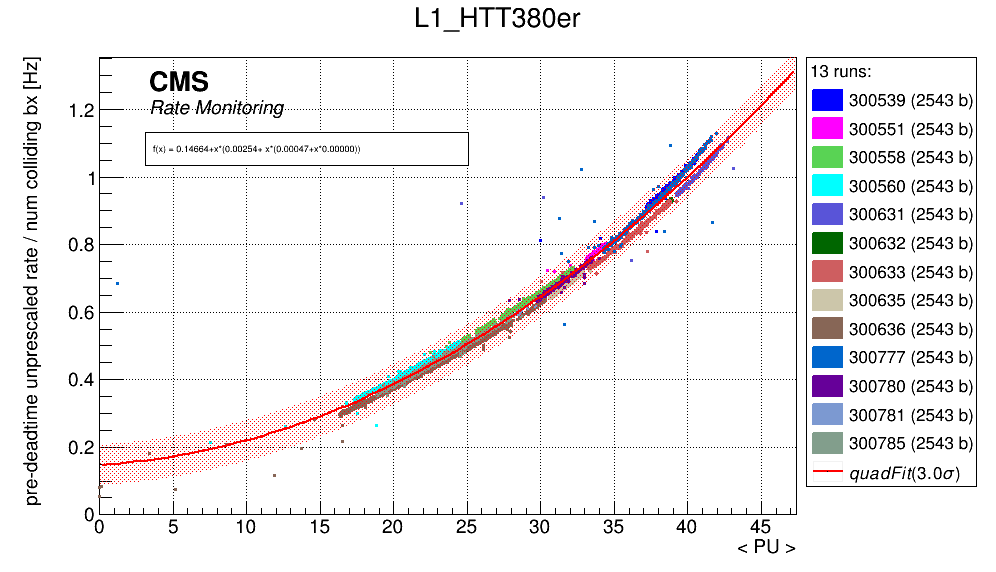 L1_HTT380er
pre-deadtime unprescaled rate / num colliding bx [Hz]
CMS
Rate Monitoring
f(x) = 0.14664+x*(0.00254+ x*(0.00047+x*0.00000))
1.2
1
0.8
0.6
0.4
0.2
0
0 5 10 15 20 25 30 35 40 45
< PU >
13 runs:
300539 (2543 b)
300551 (2543 b)
300558 (2543 b)
300560 (2543 b)
300631 (2543 b)
300632 (2543 b)
300633 (2543 b)
300635 (2543 b)
300636 (2543 b)
300777 (2543 b)
300780 (2543 b)
300781 (2543 b)
300785 (2543 b)
quadFit(3.0σ)